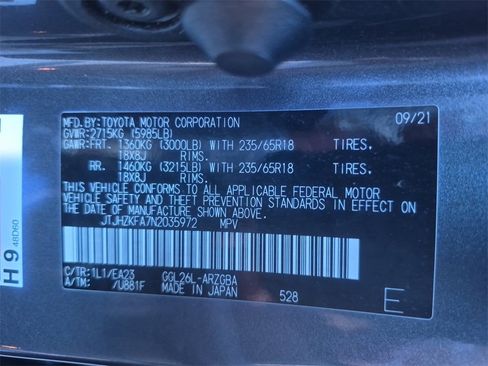 MFD.BY:TOYOTA MOTOR CORPORATION 09/21
GVWR:2715KG (5985LB)
GAWR:FRT. 1360KG (3000LB) WITH 235/65R18 TIRES.
18X8J RIMS.
RR. 1460KG (3215LB) WITH 235/65R18 TIRES.
18X8J RIMS.
THIS VEHICLE CONFORMS TO ALL APPLICABLE FEDERAL MOTOR
VEHICLE SAFETY AND THEFT PREVENTION STANDARDS IN EFFECT ON
THE DATE OF MANUFACTURE SHOWN ABOVE.
JTJHZKFA7N2035972 MPV
C/TR:1L1/EA23 GGL26L-ARZGBA
A/TM: /U881F MADE IN JAPAN 528
E
H 9 48D60